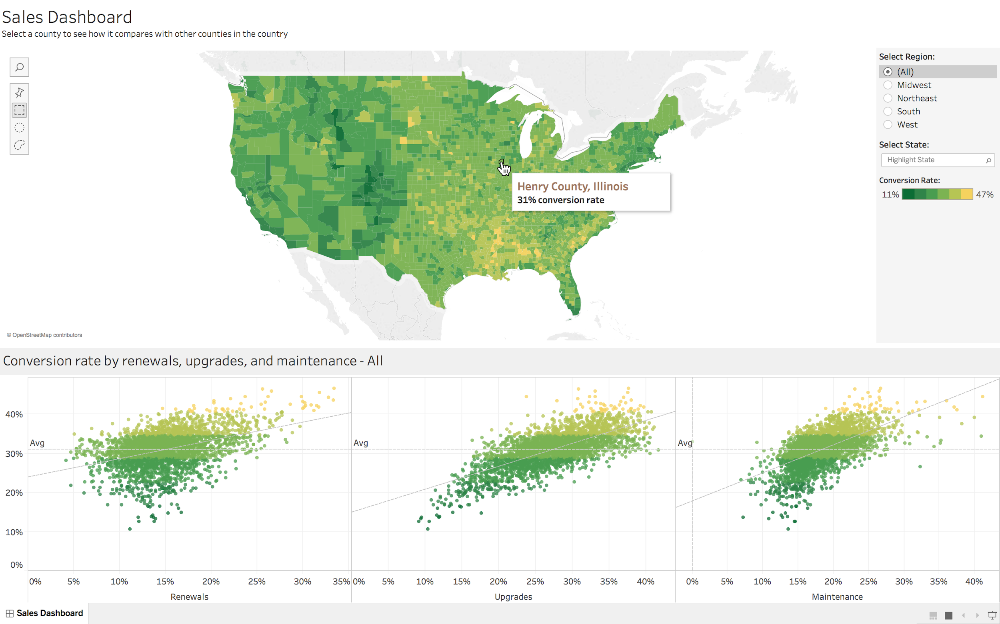 Sales Dashboard
Select a county to see how it compares with other counties in the country
Select Region:
(All)
Midwest
Northeast
South
West
Select State:
Highlight State
Conversion Rate:
11% 47%
Henry County, Illinois
31% conversion rate
© OpenStreetMap contributors
Conversion rate by renewals, upgrades, and maintenance - All
40%
Avg Avg Avg
30%
20%
10%
0%
0% 5% 10% 15% 20% 25% 30% 35% 0% 5% 10% 15% 20% 25% 30% 35% 40% 0% 5% 10% 15% 20% 25% 30% 35% 40%
Renewals Upgrades Maintenance
Sales Dashboard